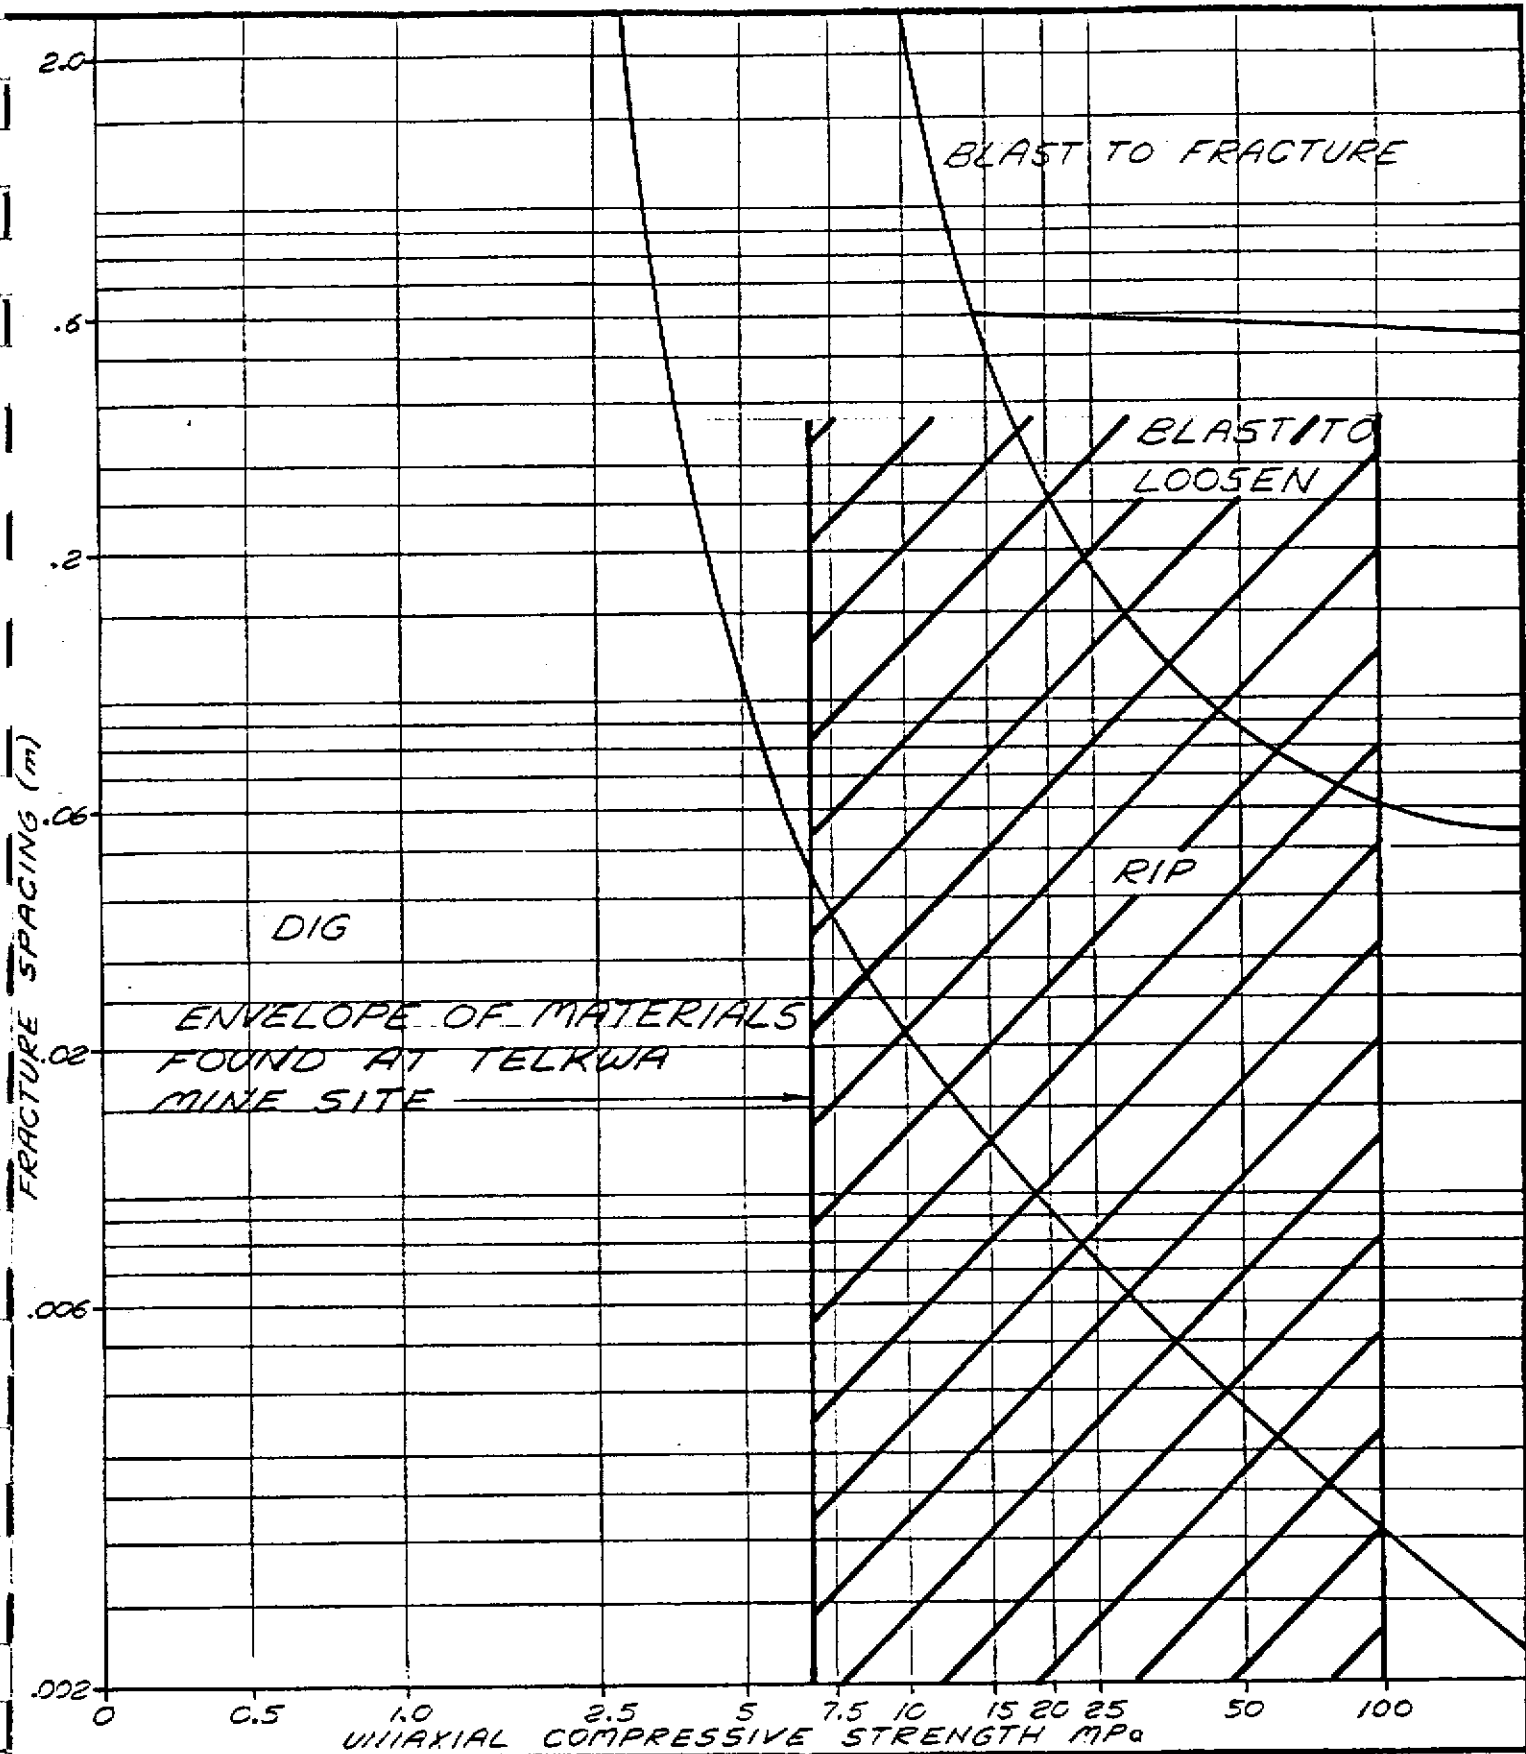 2.0
.6
.2
.06
.02
.006
.002
FRACTURE SPACING (m)
BLAST TO FRACTURE
BLAST TO
LOOSEN
RIP
DIG
ENVELOPE OF MATERIALS
FOUND AT TELKWA
MINE SITE
0 0.5 1.0 2.5 5 7.5 10 15 20 25 50 100
UNIAXIAL COMPRESSIVE STRENGTH MPa